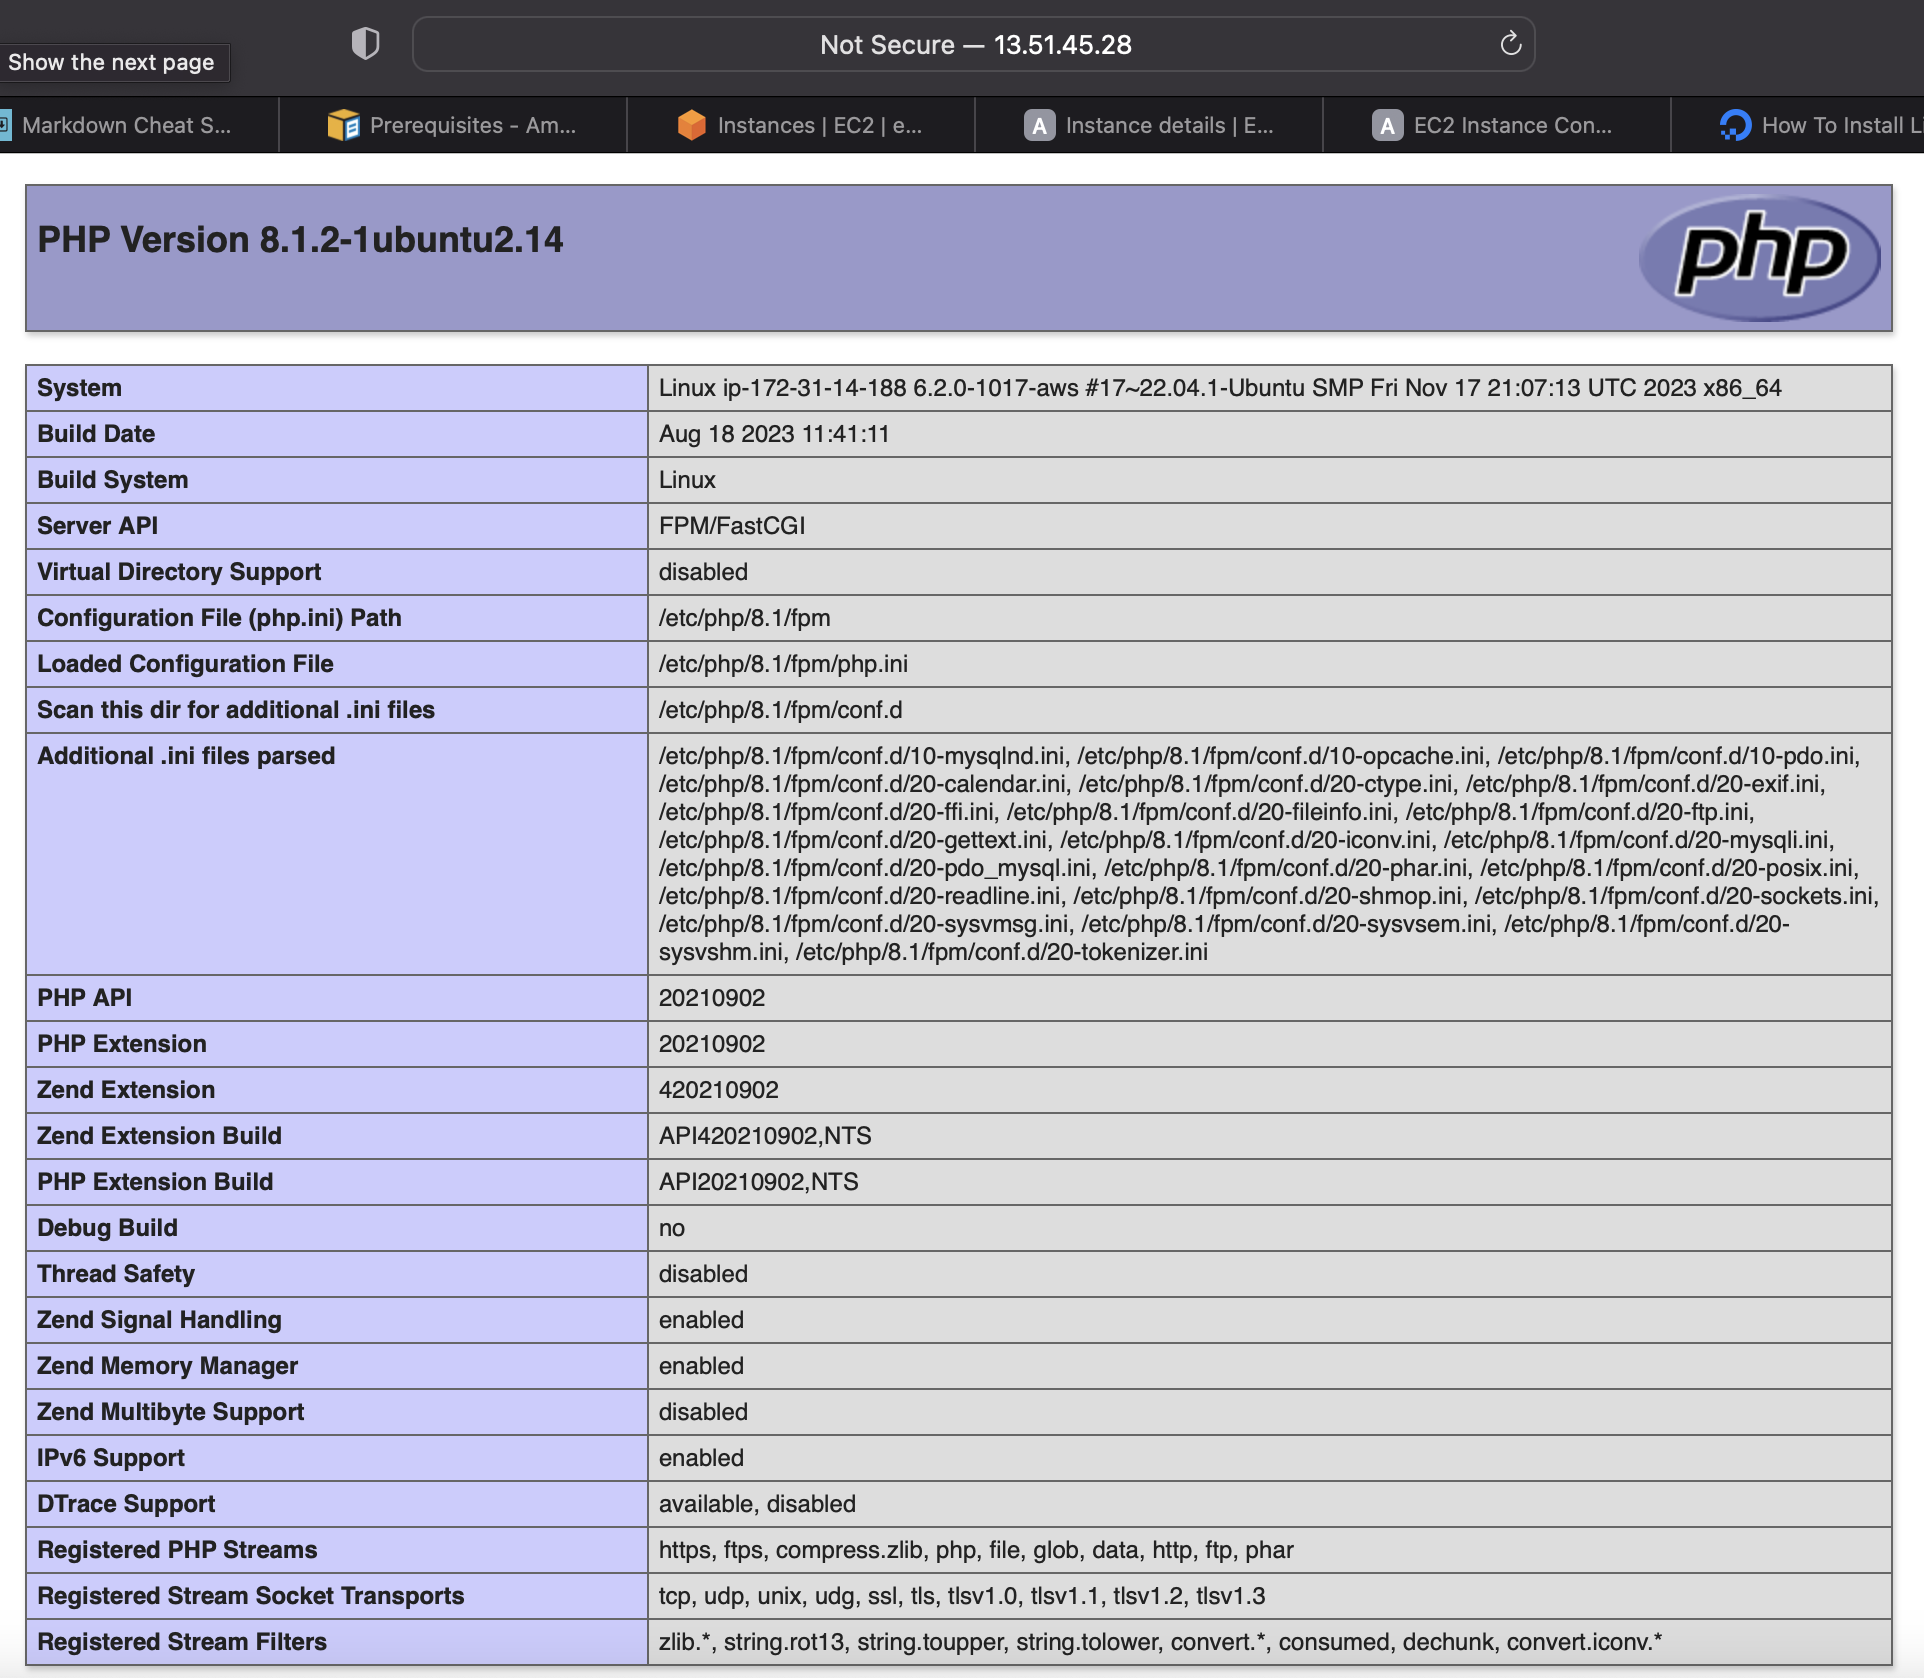 Not Secure — 13.51.45.28
Show the next page
Markdown Cheat S...
Prerequisites - Am...
Instances | EC2 | e...
A
Instance details | E...
A
EC2 Instance Con...
How To Install Li
PHP Version 8.1.2-1ubuntu2.14
php
System
Linux ip-172-31-14-188 6.2.0-1017-aws #17~22.04.1-Ubuntu SMP Fri Nov 17 21:07:13 UTC 2023 x86_64
Build Date
Aug 18 2023 11:41:11
Build System
Linux
Server API
FPM/FastCGI
Virtual Directory Support
disabled
Configuration File (php.ini) Path
/etc/php/8.1/fpm
Loaded Configuration File
/etc/php/8.1/fpm/php.ini
Scan this dir for additional .ini files
/etc/php/8.1/fpm/conf.d
Additional .ini files parsed
/etc/php/8.1/fpm/conf.d/10-mysqlnd.ini, /etc/php/8.1/fpm/conf.d/10-opcache.ini, /etc/php/8.1/fpm/conf.d/10-pdo.ini,
/etc/php/8.1/fpm/conf.d/20-calendar.ini, /etc/php/8.1/fpm/conf.d/20-ctype.ini, /etc/php/8.1/fpm/conf.d/20-exif.ini,
/etc/php/8.1/fpm/conf.d/20-ffi.ini, /etc/php/8.1/fpm/conf.d/20-fileinfo.ini, /etc/php/8.1/fpm/conf.d/20-ftp.ini,
/etc/php/8.1/fpm/conf.d/20-gettext.ini, /etc/php/8.1/fpm/conf.d/20-iconv.ini, /etc/php/8.1/fpm/conf.d/20-mysqli.ini,
/etc/php/8.1/fpm/conf.d/20-pdo_mysql.ini, /etc/php/8.1/fpm/conf.d/20-phar.ini, /etc/php/8.1/fpm/conf.d/20-posix.ini,
/etc/php/8.1/fpm/conf.d/20-readline.ini, /etc/php/8.1/fpm/conf.d/20-shmop.ini, /etc/php/8.1/fpm/conf.d/20-sockets.ini,
/etc/php/8.1/fpm/conf.d/20-sysvmsg.ini, /etc/php/8.1/fpm/conf.d/20-sysvsem.ini, /etc/php/8.1/fpm/conf.d/20-
sysvshm.ini, /etc/php/8.1/fpm/conf.d/20-tokenizer.ini
PHP API
20210902
PHP Extension
20210902
Zend Extension
420210902
Zend Extension Build
API420210902,NTS
PHP Extension Build
API20210902,NTS
Debug Build
no
Thread Safety
disabled
Zend Signal Handling
enabled
Zend Memory Manager
enabled
Zend Multibyte Support
disabled
IPv6 Support
enabled
DTrace Support
available, disabled
Registered PHP Streams
https, ftps, compress.zlib, php, file, glob, data, http, ftp, phar
Registered Stream Socket Transports
tcp, udp, unix, udg, ssl, tls, tlsv1.0, tlsv1.1, tlsv1.2, tlsv1.3
Registered Stream Filters
zlib.*, string.rot13, string.toupper, string.tolower, convert.*, consumed, dechunk, convert.iconv.*